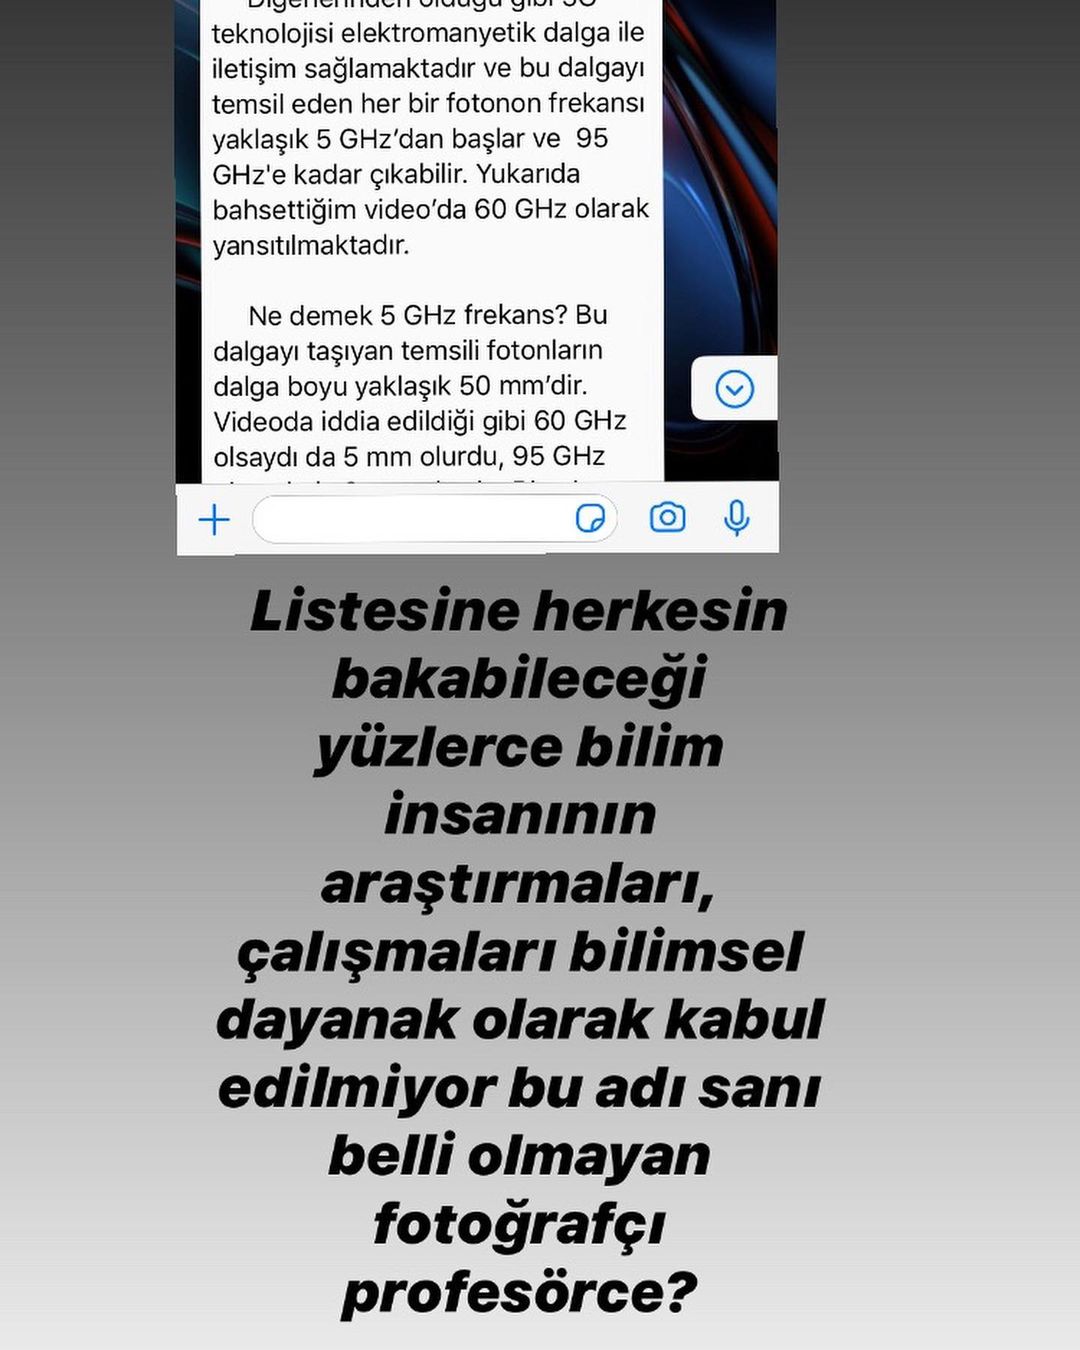 Diğerlerinden olduğu gibi 5G
teknolojisi elektromanyetik dalga ile
iletişim sağlamaktadır ve bu dalgayı
temsil eden her bir fotonon frekansı
yaklaşık 5 GHz’dan başlar ve  95
GHz'e kadar çıkabilir. Yukarıda
bahsettiğim video’da 60 GHz olarak
yansıtılmaktadır.
Ne demek 5 GHz frekans? Bu
dalgayı taşıyan temsili fotonların
dalga boyu yaklaşık 50 mm’dir.
Videoda iddia edildiği gibi 60 GHz
olsaydı da 5 mm olurdu, 95 GHz
Listesine herkesin
bakabileceği
yüzlerce bilim
insanının
araştırmaları,
çalışmaları bilimsel
dayanak olarak kabul
edilmiyor bu adı sanı
belli olmayan
fotoğrafçı
profesörce?